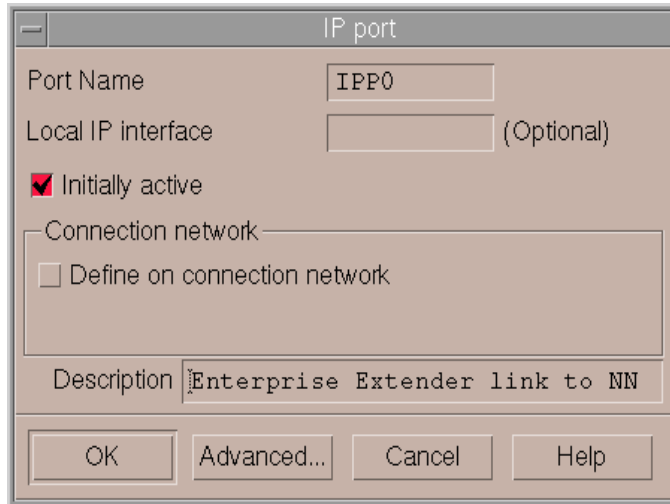 IP port
Port Name IPP0
Local IP interface (Optional)
Initially active
Connection network
Define on connection network
Description Enterprise Extender link to NN
OK Advanced... Cancel Help